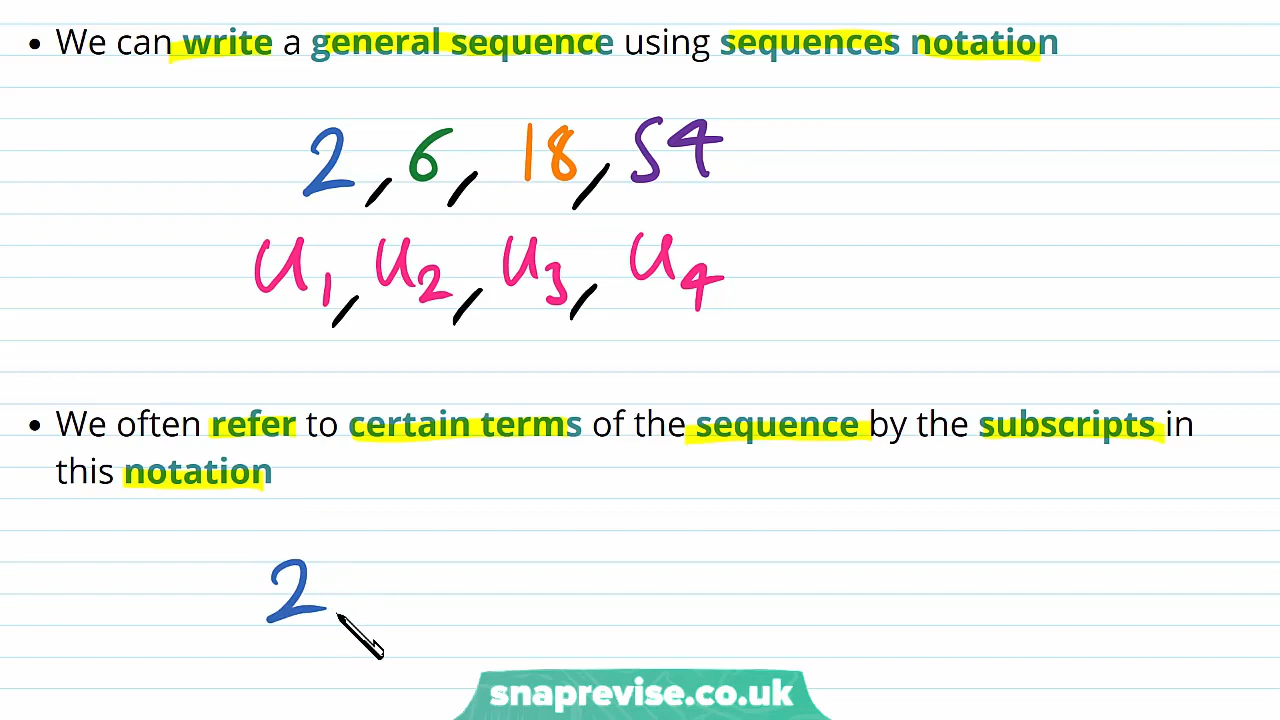 • We can write a general sequence using sequences notation
2, 6, 18, 54
u₁, u₂, u₃, u₄
• We often refer to certain terms of the sequence by the subscripts in
this notation
2
snaprevise.co.uk